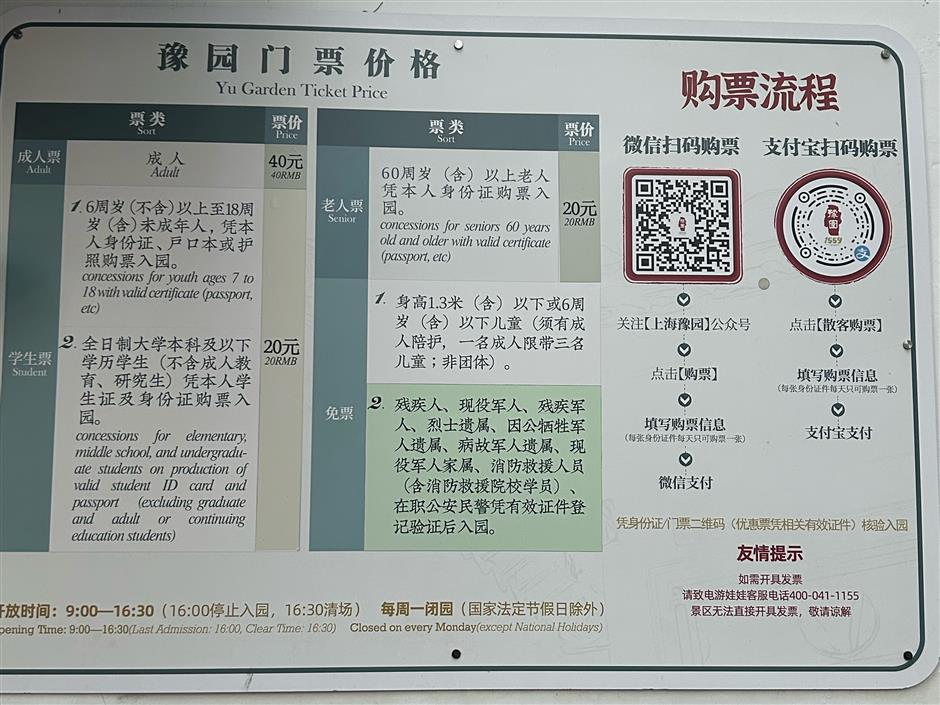 豫园门票价格
Yu Garden Ticket Price
票类
Sort
票价
Price
成人票
Adult
成人
Adult
40元
40RMB
学生票
Student
1. 6周岁(不含)以上至18周
岁(含)未成年人,凭本
人身份证、户口本或护
照购票入园。
concessions for youth ages 7 to
18 with valid certificate (passport,
etc)
2. 全日制大学本科及以下
学历学生(不含成人教
育、研究生)凭本人学
生证及身份证购票入
园。
concessions for elementary,
middle school, and undergradu-
ate students on production of
valid student ID card and
passport (excluding graduate
and adult or continuing
education students)
20元
20RMB
票类
Sort
票价
Price
老人票
Senior
60周岁(含)以上老人
凭本人身份证购票入
园。
concessions for seniors 60 years
old and older with valid certificate
(passport, etc)
20元
20RMB
免票
1. 身高1.3米(含)以下或6周
岁(含)以下儿童(须有成
人陪护,一名成人限带三名
儿童;非团体)。
2. 残疾人、现役军人、残疾军
人、烈士遗属、因公牺牲军
人遗属、病故军人遗属、现
役军人家属、消防救援人员
(含消防救援院校学员)、
在职公安民警凭有效证件登
记验证后入园。
购票流程
微信扫码购票
关注【上海豫园】公众号
点击【购票】
填写购票信息
(每张身份证件每天只可购票一张)
微信支付
支付宝扫码购票
豫园
1559
支
点击【散客购票】
填写购票信息
(每张证件每天只可购票一张)
支付宝支付
凭身份证/门票二维码(优惠票凭相关有效证件)核验入园
友情提示
如需开具发票
请致电游娃娃客服电话400-041-1155
景区无法直接开具发票,敬请谅解
开放时间:9:00—16:30(16:00停止入园,16:30清场) 每周一闭园(国家法定节假日除外)
pening Time: 9:00—16:30(Last Admission: 16:00, Clear Time: 16:30) Closed on every Monday(except National Holidays)